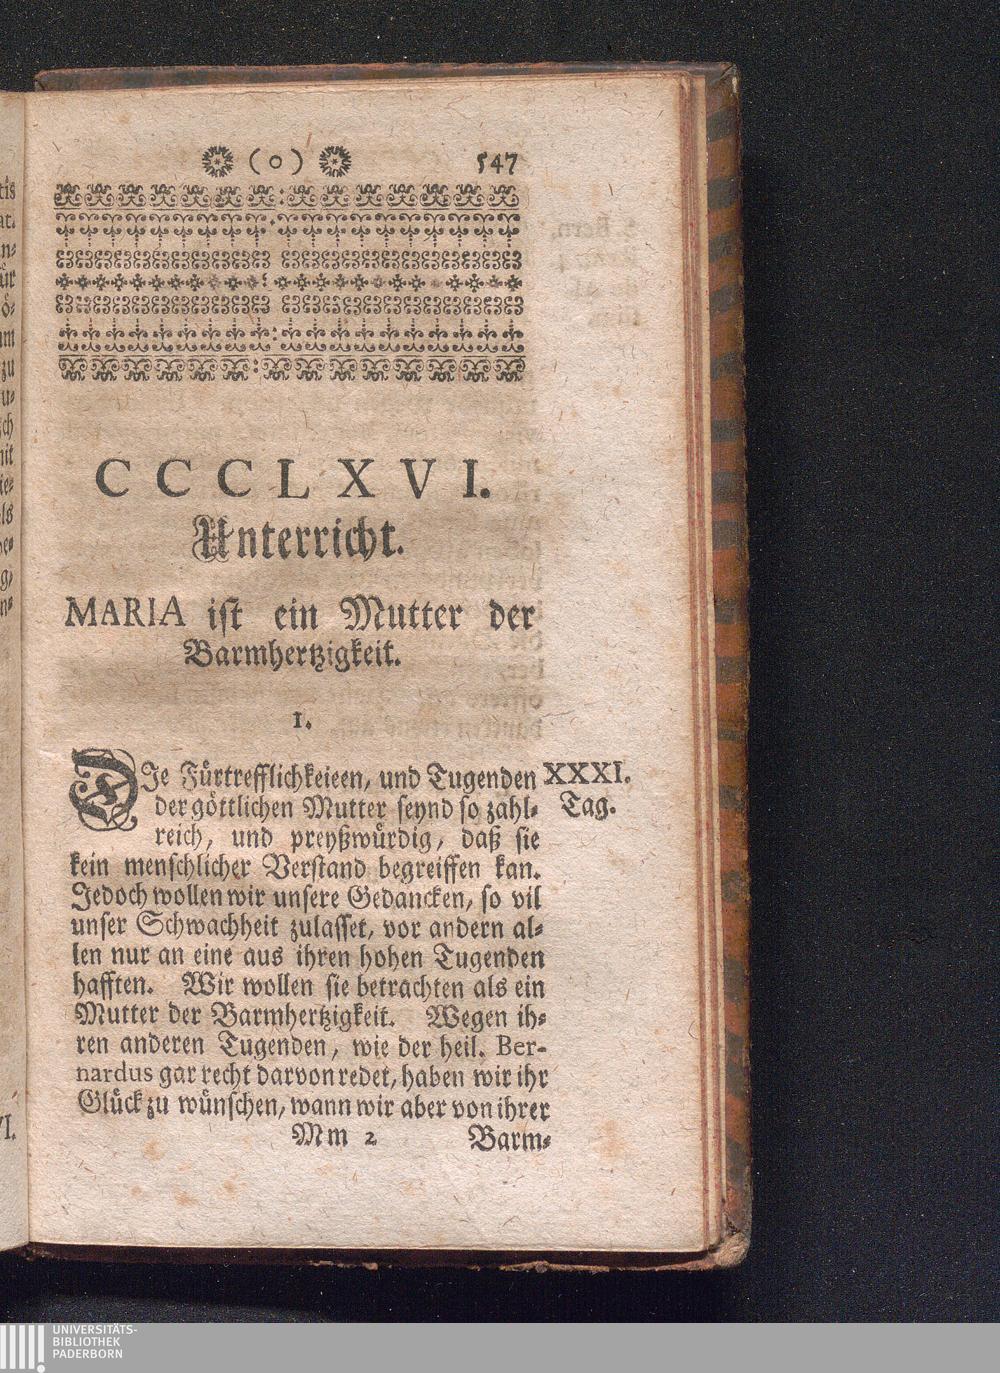 ( o ) 547
CCCLXVI.
Unterricht.
MARIA ist ein Mutter der
Barmhertzigkeit.
I.
DIe Fürtrefflichkeieen, und Tugenden
der göttlichen Mutter seynd so zahl-
reich, und preyßwürdig, daß sie
kein menschlicher Verstand begreiffen kan.
Jedoch wollen wir unsere Gedancken, so vil
unser Schwachheit zulasset, vor andern al-
len nur an eine aus ihren hohen Tugenden
hafften. Wir wollen sie betrachten als ein
Mutter der Barmhertzigkeit. Wegen ih-
ren anderen Tugenden, wie der heil. Ber-
nardus gar recht darvon redet, haben wir ihr
Glück zu wünschen, wann wir aber von ihrer
Mm 2 Barm-
XXXI.
Tag.
UNIVERSITÄTS-
BIBLIOTHEK
PADERBORN